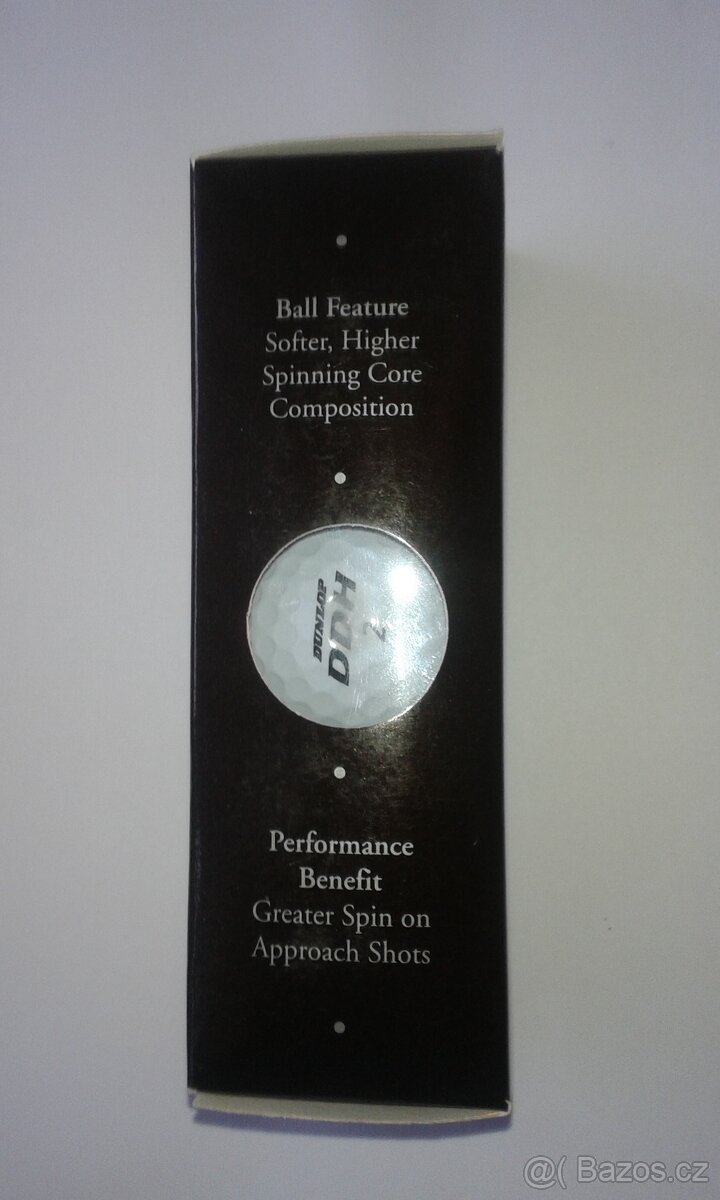 Ball Feature
Softer, Higher
Spinning Core
Composition
DUNLOP
DDH
2
Performance
Benefit
Greater Spin on
Approach Shots
@( Bazos.cz